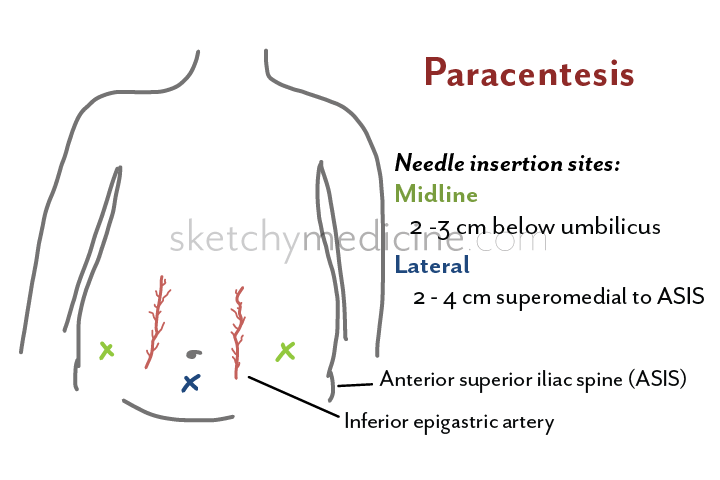 Paracentesis
Needle insertion sites:
Midline
2 -3 cm below umbilicus
sketchymedicine.com
Lateral
2 - 4 cm superomedial to ASIS
Anterior superior iliac spine (ASIS)
Inferior epigastric artery